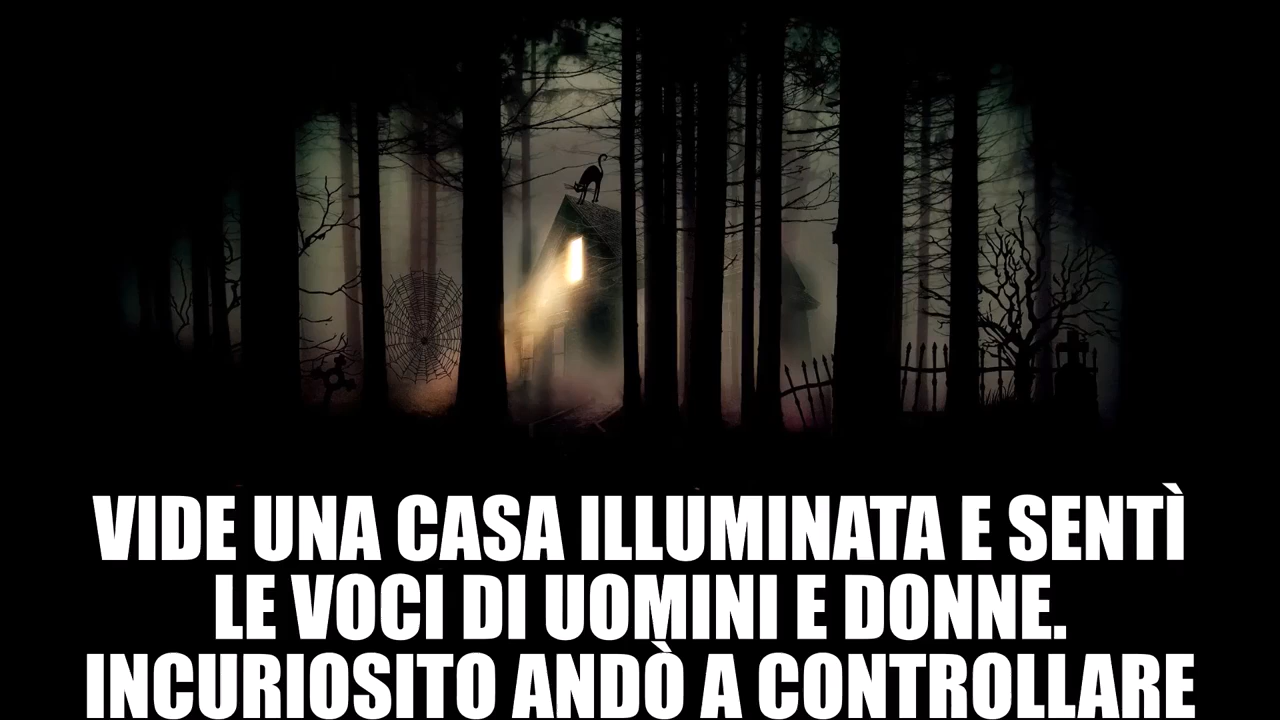 VIDE UNA CASA ILLUMINATA E SENTÌ
LE VOCI DI UOMINI E DONNE.
INCURIOSITO ANDÒ A CONTROLLARE